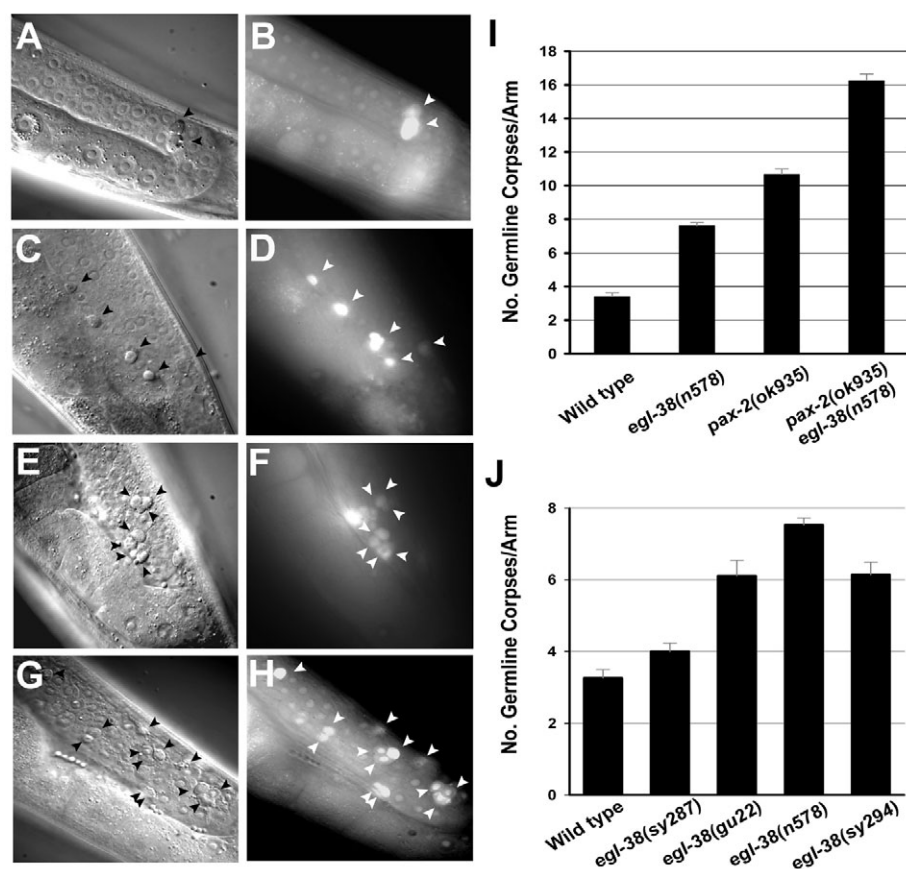 A
B
C
D
E
F
G
H
I
No. Germline Corpses/Arm
18
16
14
12
10
8
6
4
2
0
Wild type
egl-38(n578)
pax-2(ok935)
pax-2(ok935)
egl-38(n578)
J
No. Germline Corpses/Arm
8
6
4
2
0
Wild type
egl-38(sy287)
egl-38(gu22)
egl-38(n578)
egl-38(sy294)